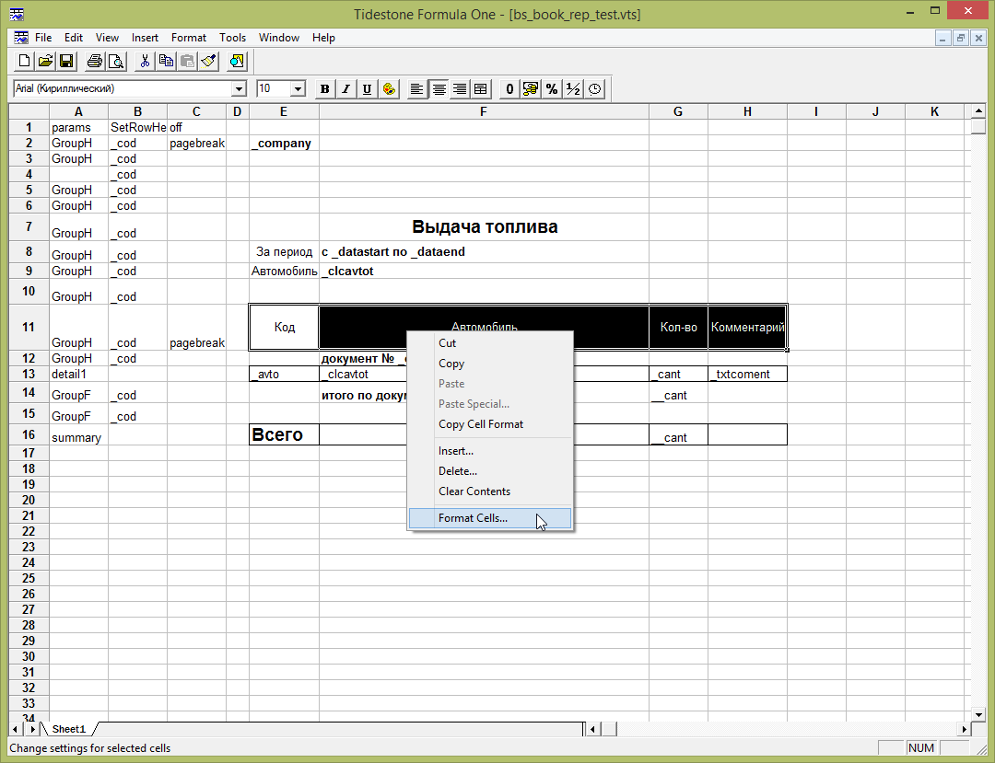 Tidestone Formula One - [bs_book_rep_test.vts]
File Edit View Insert Format Tools Window Help
Arial (Кириллический) 10 B I U 0 % ½
A B C D E F G H I J K
1 params SetRowHe off
2 GroupH _cod pagebreak _company
3 GroupH _cod
4 _cod
5 GroupH _cod
6 GroupH _cod
7 GroupH _cod Выдача топлива
8 GroupH _cod За период с _datastart по _dataend
9 GroupH _cod Автомобиль _clcavtot
10 GroupH _cod
11 GroupH _cod pagebreak Код Автомобиль Кол-во Комментарий
12 GroupH _cod документ № _
13 detail1 _avto _clcavtot _cant _txtcoment
14 GroupF _cod итого по доку __cant
15 GroupF _cod
16 summary Всего __cant
17
18
19
20
21
22
23
24
25
26
27
28
29
30
31
32
33
34
Cut
Copy
Paste
Paste Special...
Copy Cell Format
Insert...
Delete...
Clear Contents
Format Cells...
Sheet1
Change settings for selected cells NUM